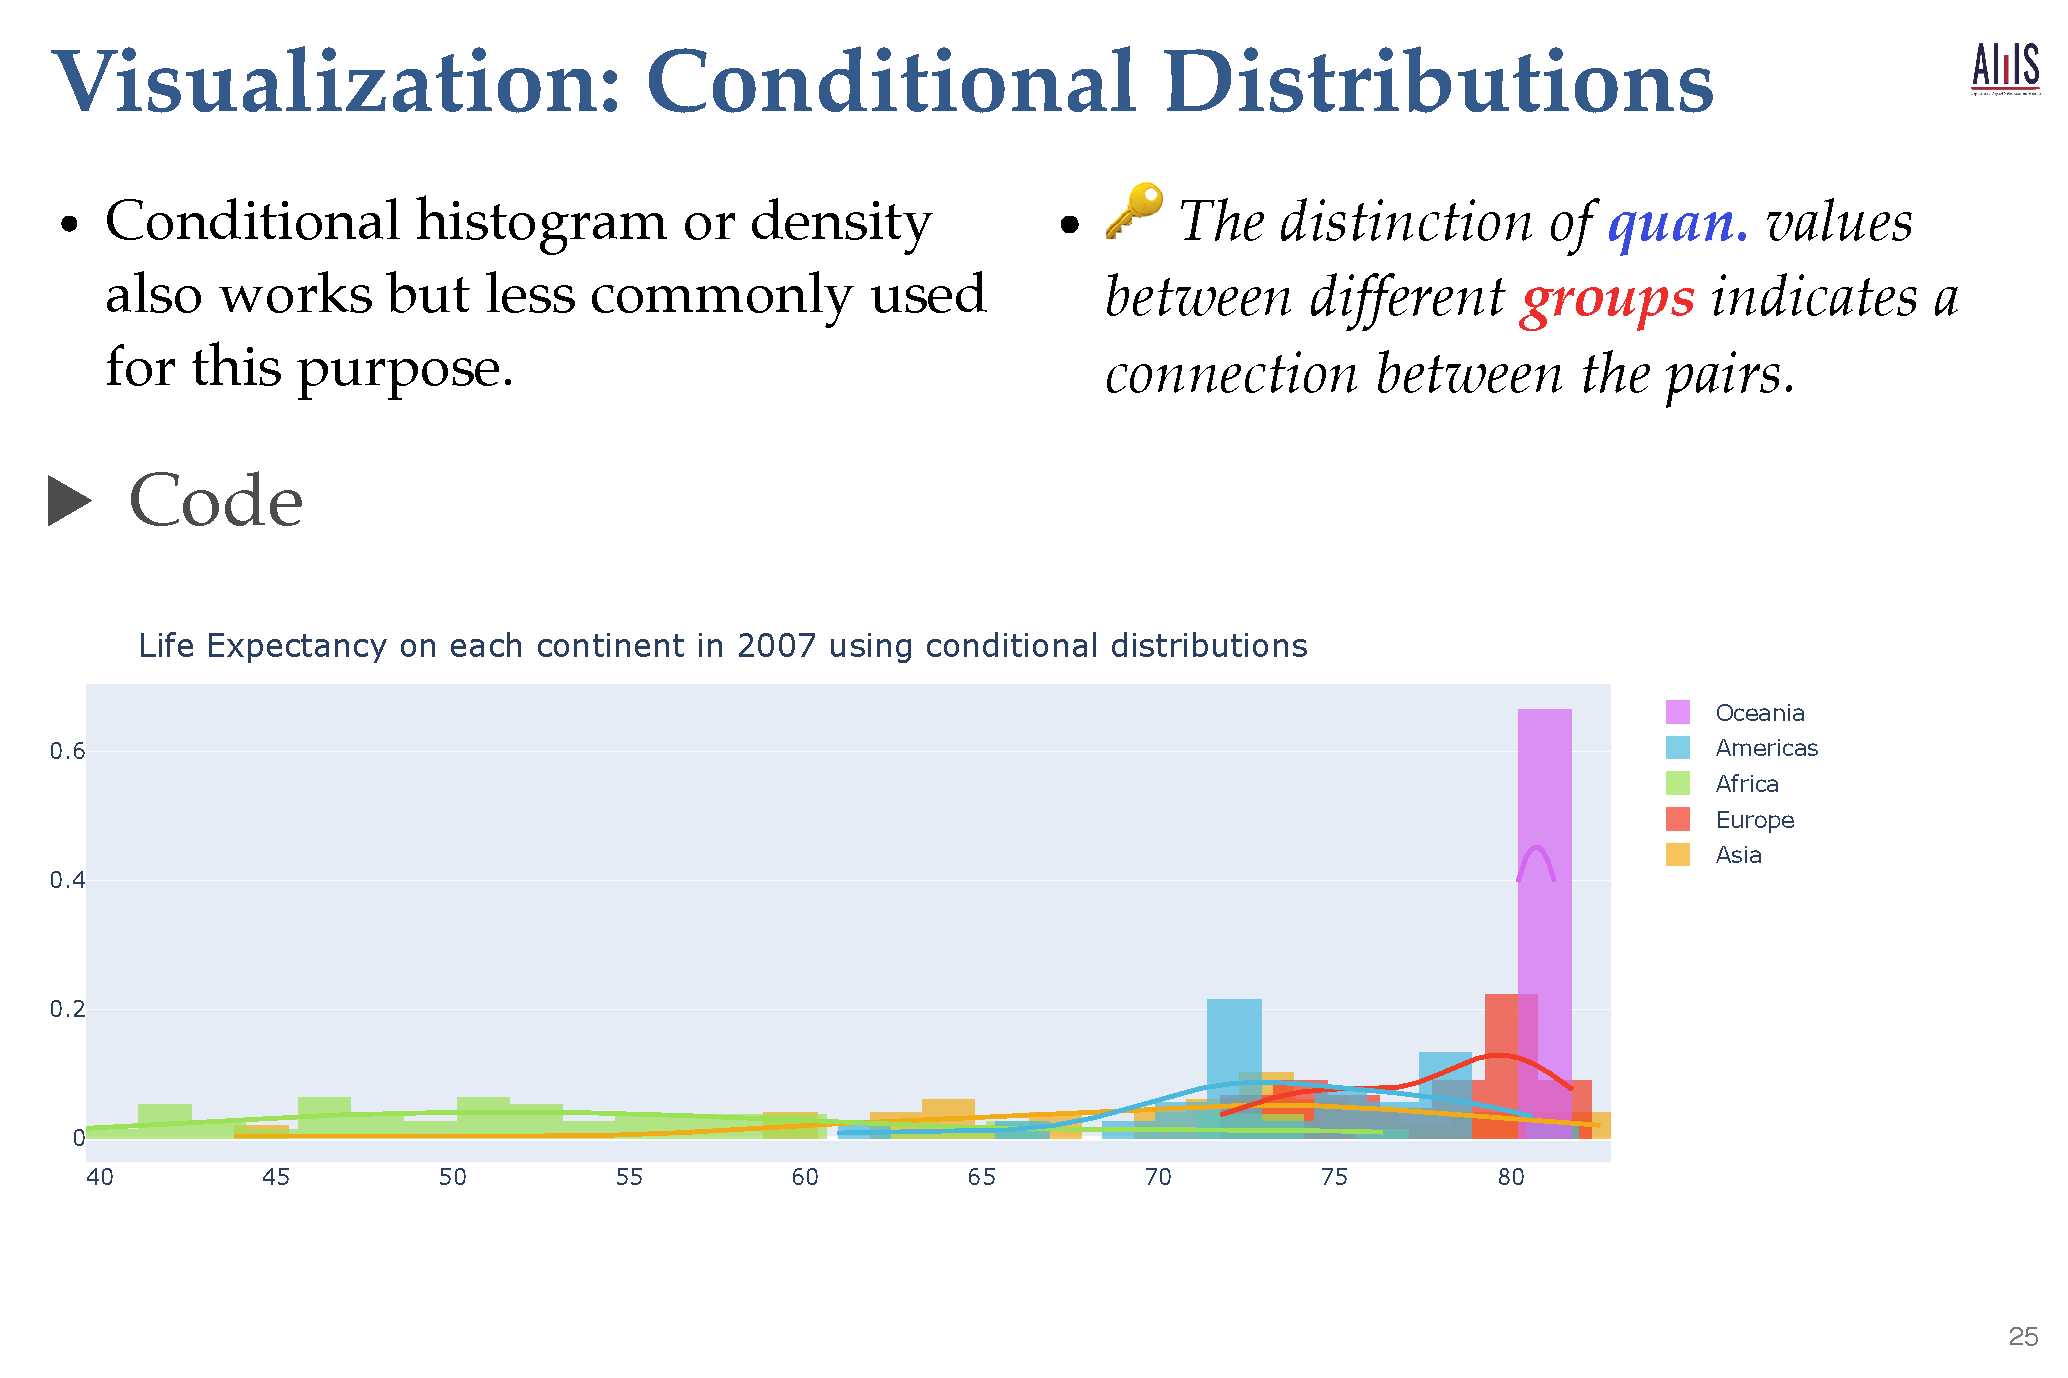 Visualization: Conditional Distributions
AIIIS
• Conditional histogram or density
also works but less commonly used
for this purpose.
• The distinction of quan. values
between different groups indicates a
connection between the pairs.
▶ Code
Life Expectancy on each continent in 2007 using conditional distributions
0.6
0.4
0.2
0
40 45 50 55 60 65 70 75 80
Oceania
Americas
Africa
Europe
Asia
25